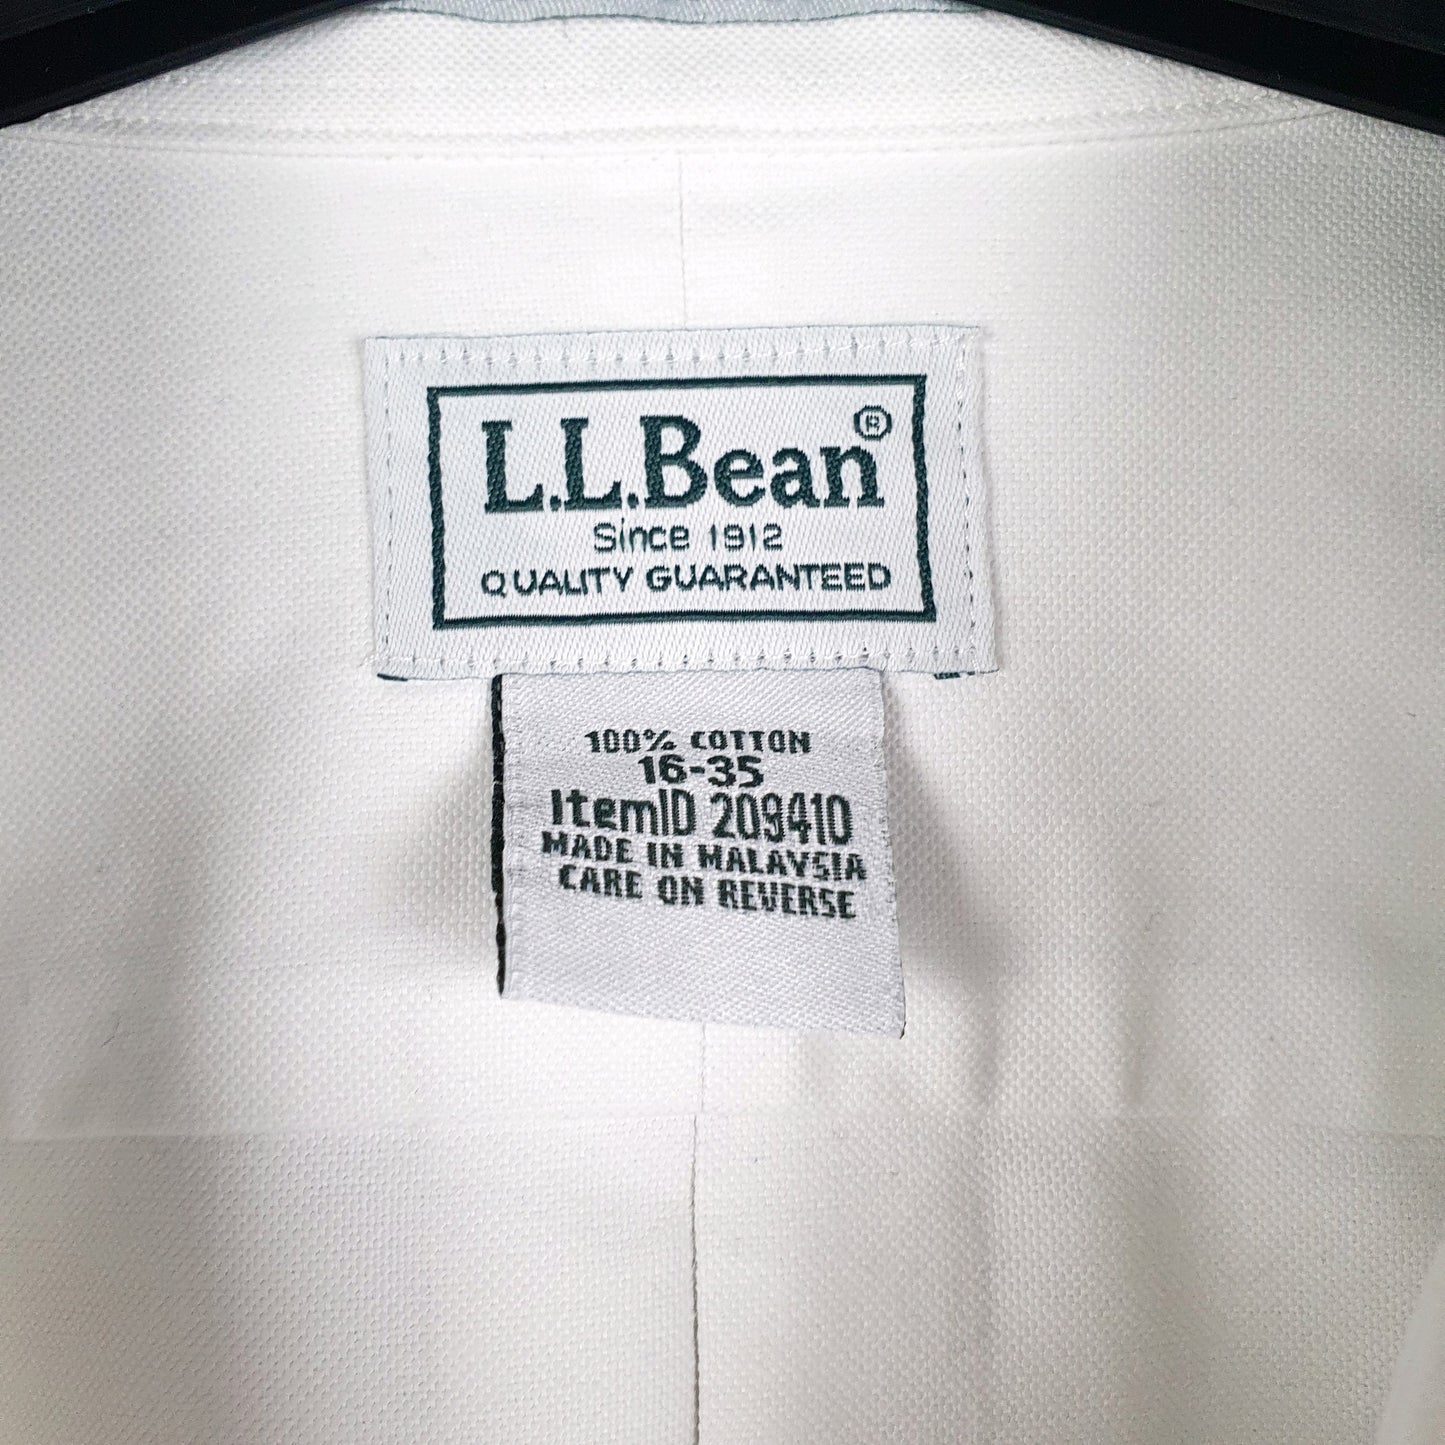 L.L.Bean®
Since 1912
QUALITY GUARANTEED
100% COTTON
16-35
ItemID 209410
MADE IN MALAYSIA
CARE ON REVERSE